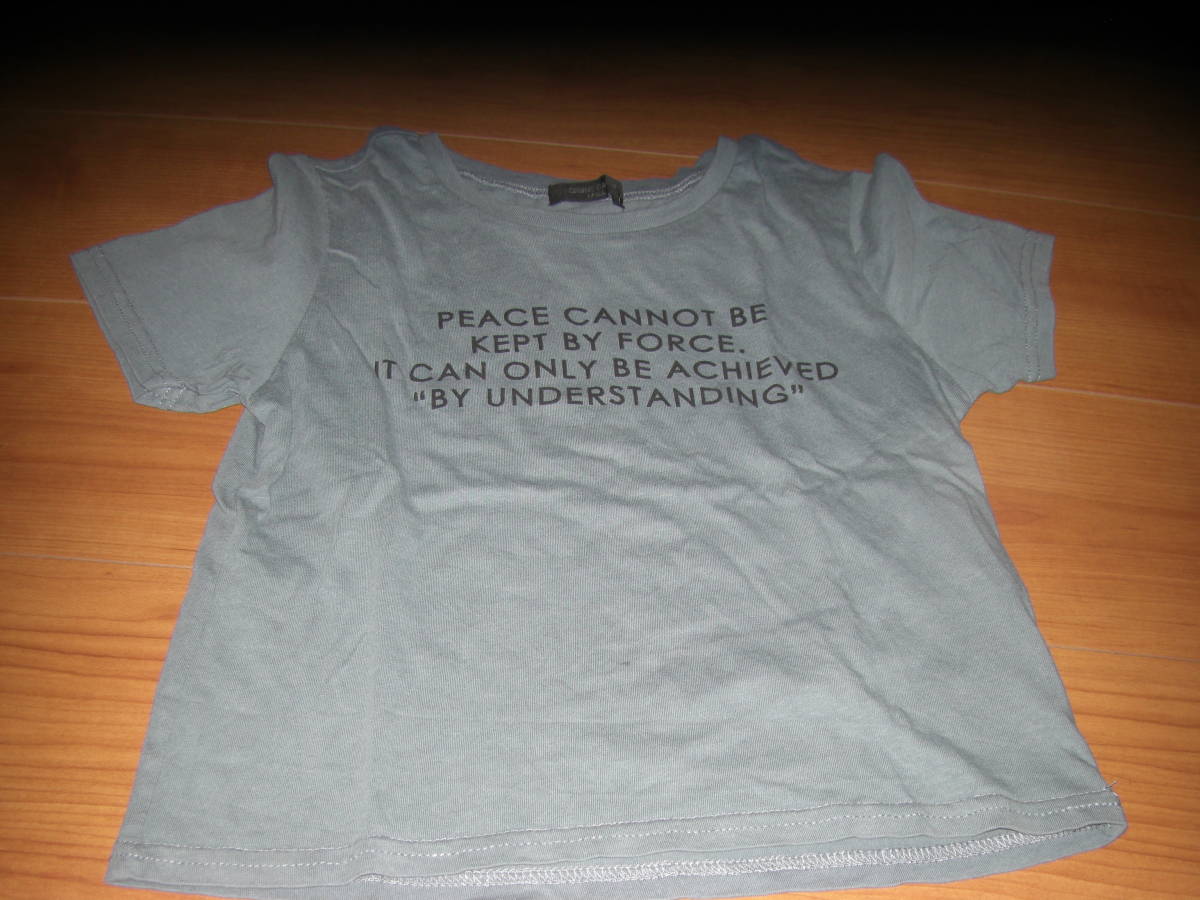 PEACE CANNOT BE
KEPT BY FORCE.
IT CAN ONLY BE ACHIEVED
"BY UNDERSTANDING"